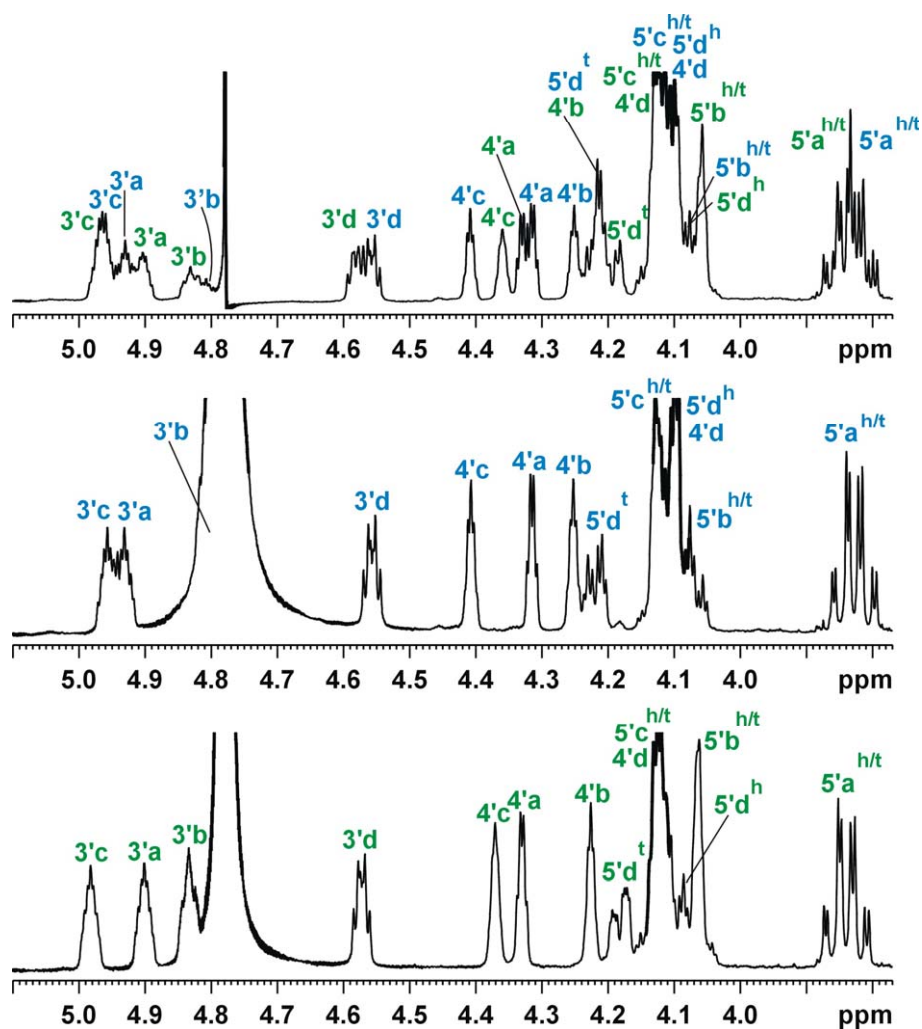 5'c h/t 5'd h
5'd t 5'c h/t 4'd
4'b 4'd 5'b h/t
5'a h/t 5'a h/t
3'c 3'c 3'a 3'a 3'b 3'b
3'd 3'd
4'c 4'c 4'a 4'a 4'b 5'd t
5'b h/t
5'd h
5.0 4.9 4.8 4.7 4.6 4.5 4.4 4.3 4.2 4.1 4.0 ppm
5'c h/t 5'd h
4'd
3'b
5'a h/t
3'c 3'a 3'd 4'c 4'a 4'b 5'd t 5'b h/t
5.0 4.9 4.8 4.7 4.6 4.5 4.4 4.3 4.2 4.1 4.0 ppm
5'c h/t 5'b h/t
4'd
5'a h/t
3'c 3'a 3'b 3'd 4'c 4'a 4'b 5'd t 5'd h
5.0 4.9 4.8 4.7 4.6 4.5 4.4 4.3 4.2 4.1 4.0 ppm